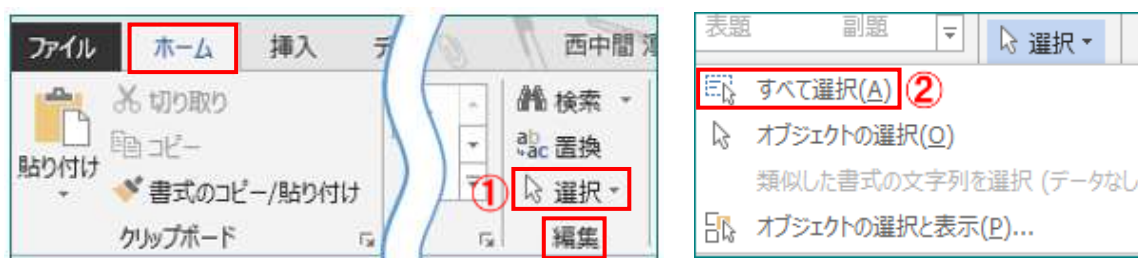 ファイル ホーム 挿入 デ 西中間
切り取り
コピー
書式のコピー/貼り付け
貼り付け
クリップボード
検索
abac 置換
① 選択
編集
表題 副題
選択
すべて選択(A) ②
オブジェクトの選択(O)
類似した書式の文字列を選択 (データなし
オブジェクトの選択と表示(P)...